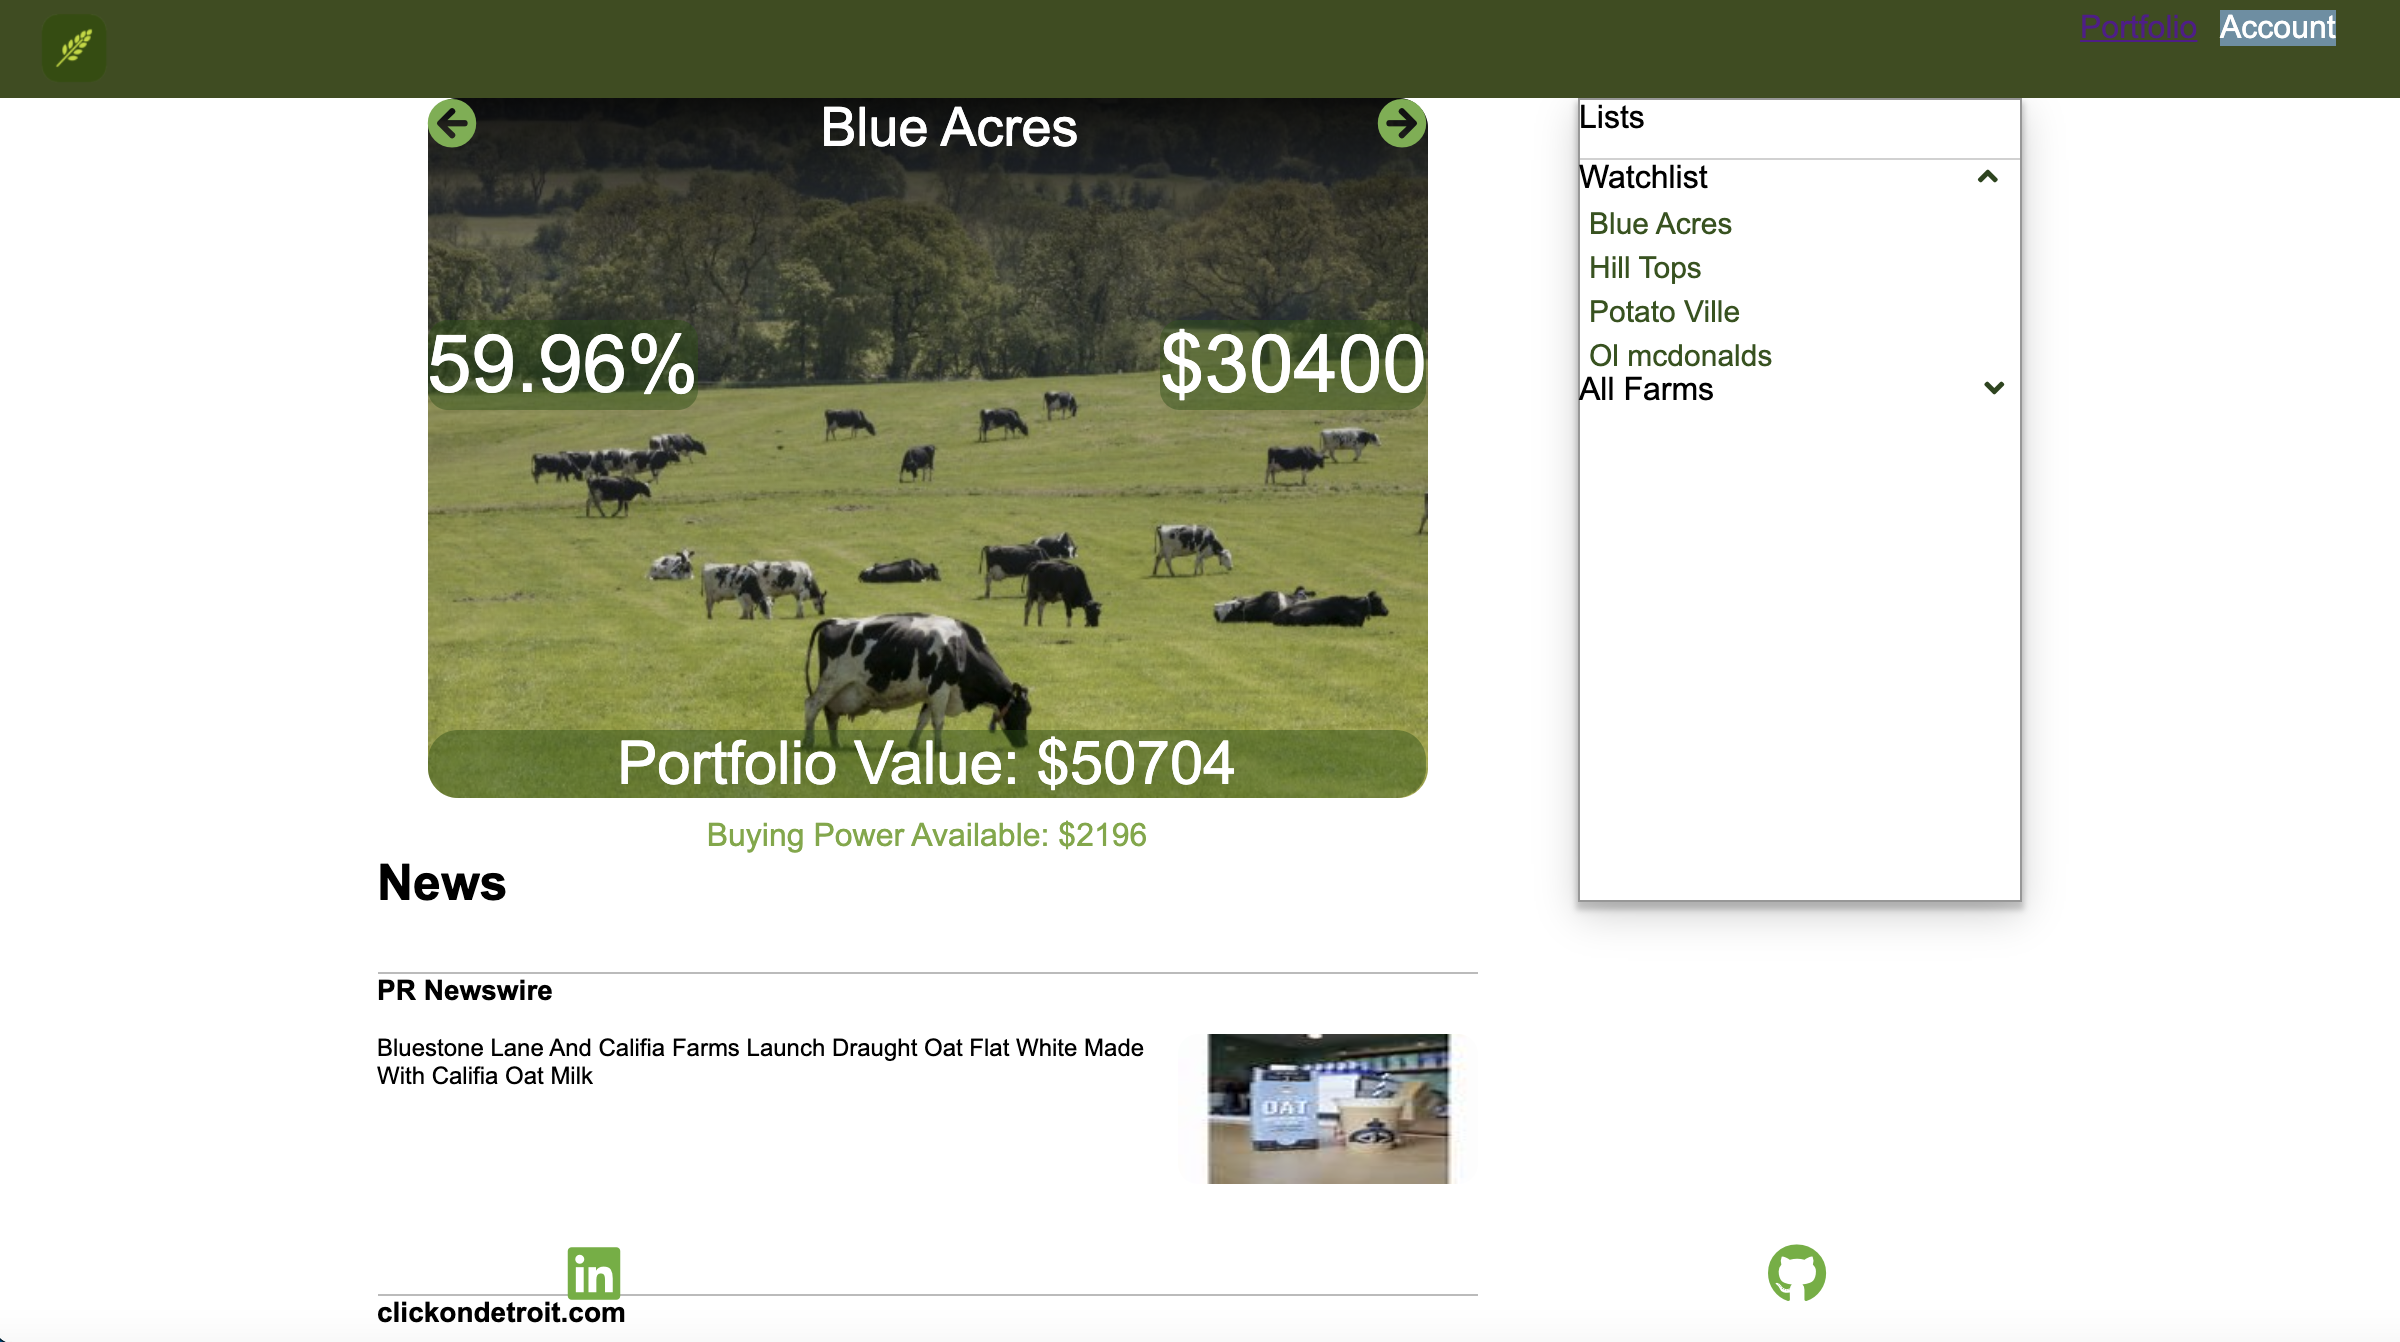 Portfolio Account
Blue Acres
59.96%
$30400
Portfolio Value: $50704
Buying Power Available: $2196
Lists
Watchlist
Blue Acres
Hill Tops
Potato Ville
Ol mcdonalds
All Farms
News
PR Newswire
Bluestone Lane And Califia Farms Launch Draught Oat Flat White Made
With Califia Oat Milk
OAT
in
clickondetroit.com